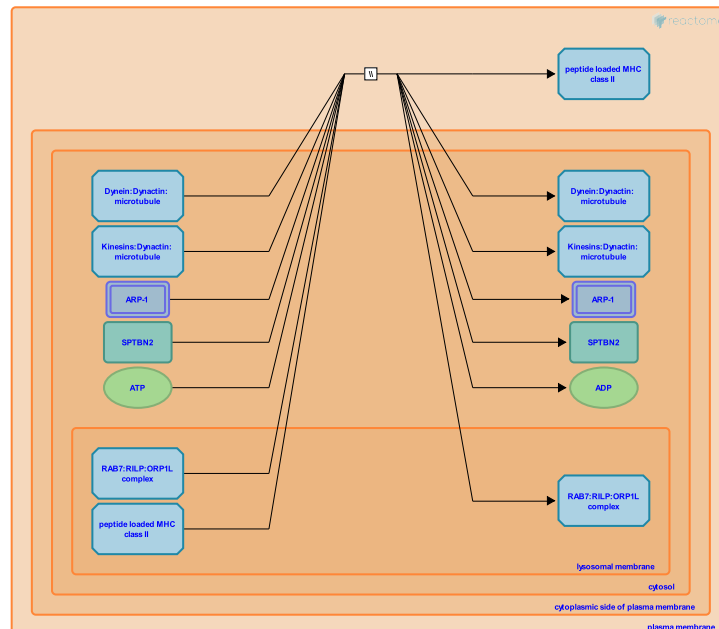 reactome
peptide loaded MHC
class II
\\
Dynein:Dynactin:
microtubule
Dynein:Dynactin:
microtubule
Kinesins:Dynactin:
microtubule
Kinesins:Dynactin:
microtubule
ARP-1
ARP-1
SPTBN2
SPTBN2
ATP
ADP
RAB7:RILP:ORP1L
complex
RAB7:RILP:ORP1L
complex
peptide loaded MHC
class II
lysosomal membrane
cytosol
cytoplasmic side of plasma membrane
plasma membrane